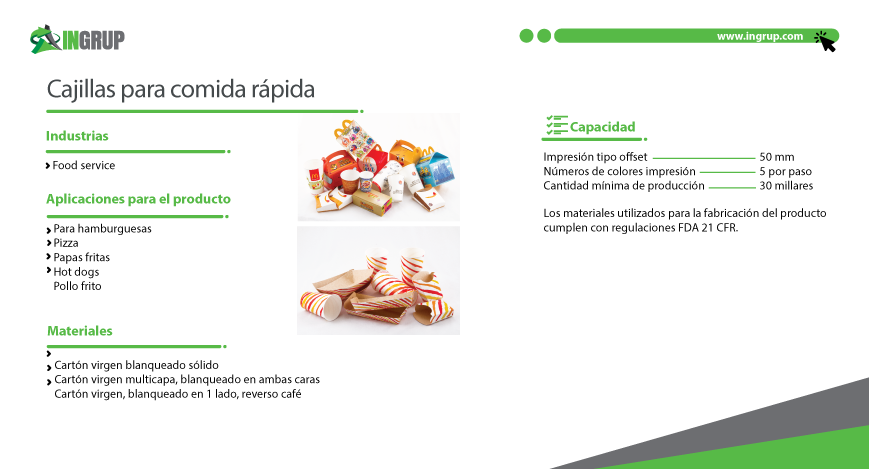 INGRUP
www.ingrup.com
Cajillas para comida rápida
Industrias
Food service
Aplicaciones para el producto
Para hamburguesas
Pizza
Papas fritas
Hot dogs
Pollo frito
Materiales
Cartón virgen blanqueado sólido
Cartón virgen multicapa, blanqueado en ambas caras
Cartón virgen, blanqueado en 1 lado, reverso café
Capacidad
Impresión tipo offset 50 mm
Números de colores impresión 5 por paso
Cantidad mínima de producción 30 millares
Los materiales utilizados para la fabricación del producto
cumplen con regulaciones FDA 21 CFR.